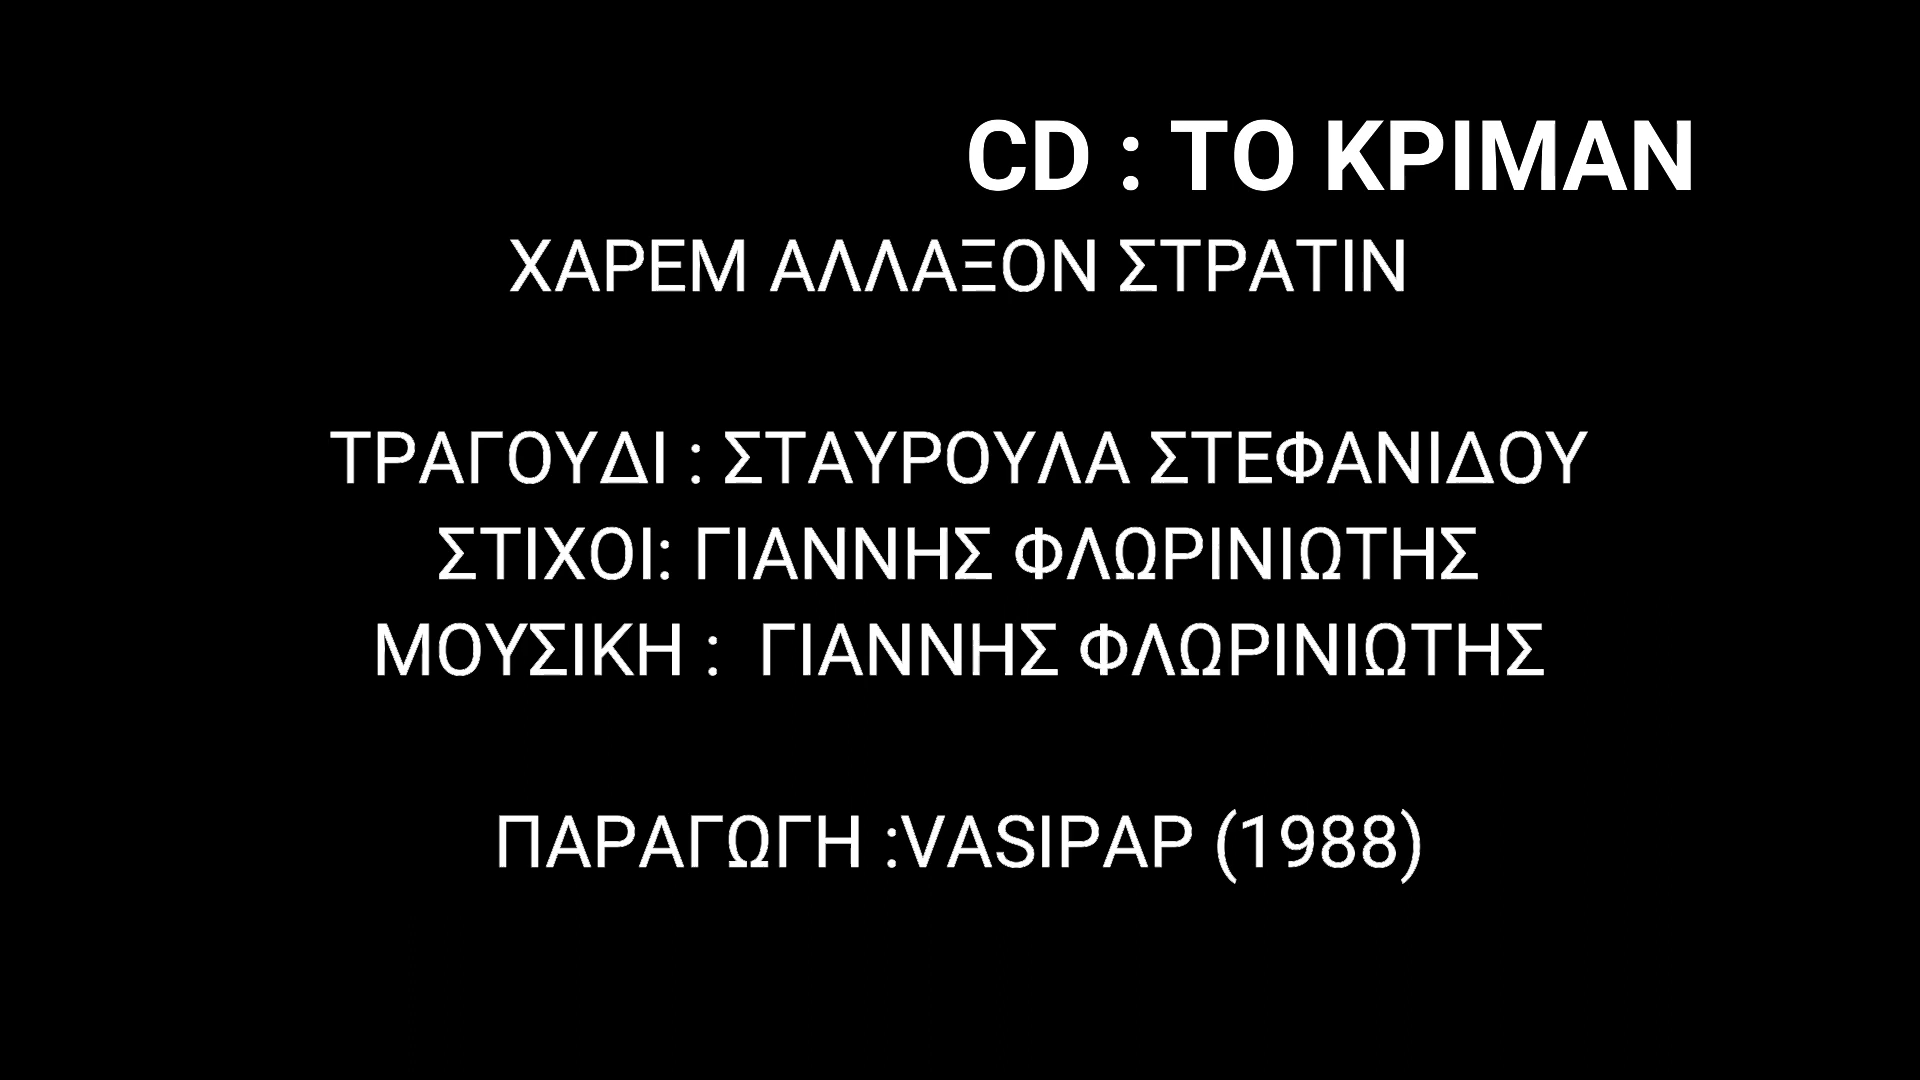 CD : ΤΟ ΚΡΙΜΑΝ
ΧΑΡΕΜ ΑΛΛΑΞΟΝ ΣΤΡΑΤΙΝ
ΤΡΑΓΟΥΔΙ : ΣΤΑΥΡΟΥΛΑ ΣΤΕΦΑΝΙΔΟΥ
ΣΤΙΧΟΙ: ΓΙΑΝΝΗΣ ΦΛΩΡΙΝΙΩΤΗΣ
ΜΟΥΣΙΚΗ :  ΓΙΑΝΝΗΣ ΦΛΩΡΙΝΙΩΤΗΣ
ΠΑΡΑΓΩΓΗ :VASIPAP (1988)